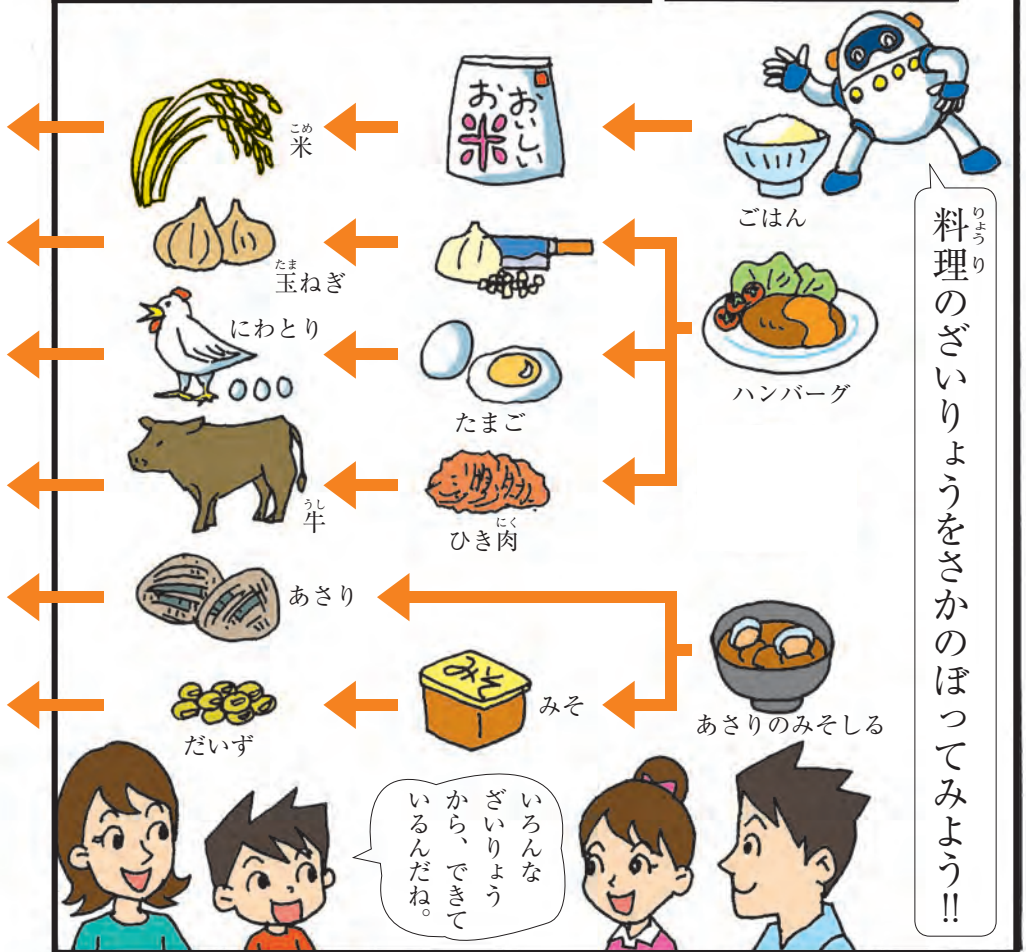 料理のざいりょうをさかのぼってみよう!!
りょうり
ごはん
おいしい
お米
米
こめ
ハンバーグ
玉ねぎ
たま
たまご
にわとり
ひき肉
にく
牛
うし
あさりのみそしる
あさり
みそ
みそ
だいず
いろんな
ざいりょう
から、できて
いるんだね。